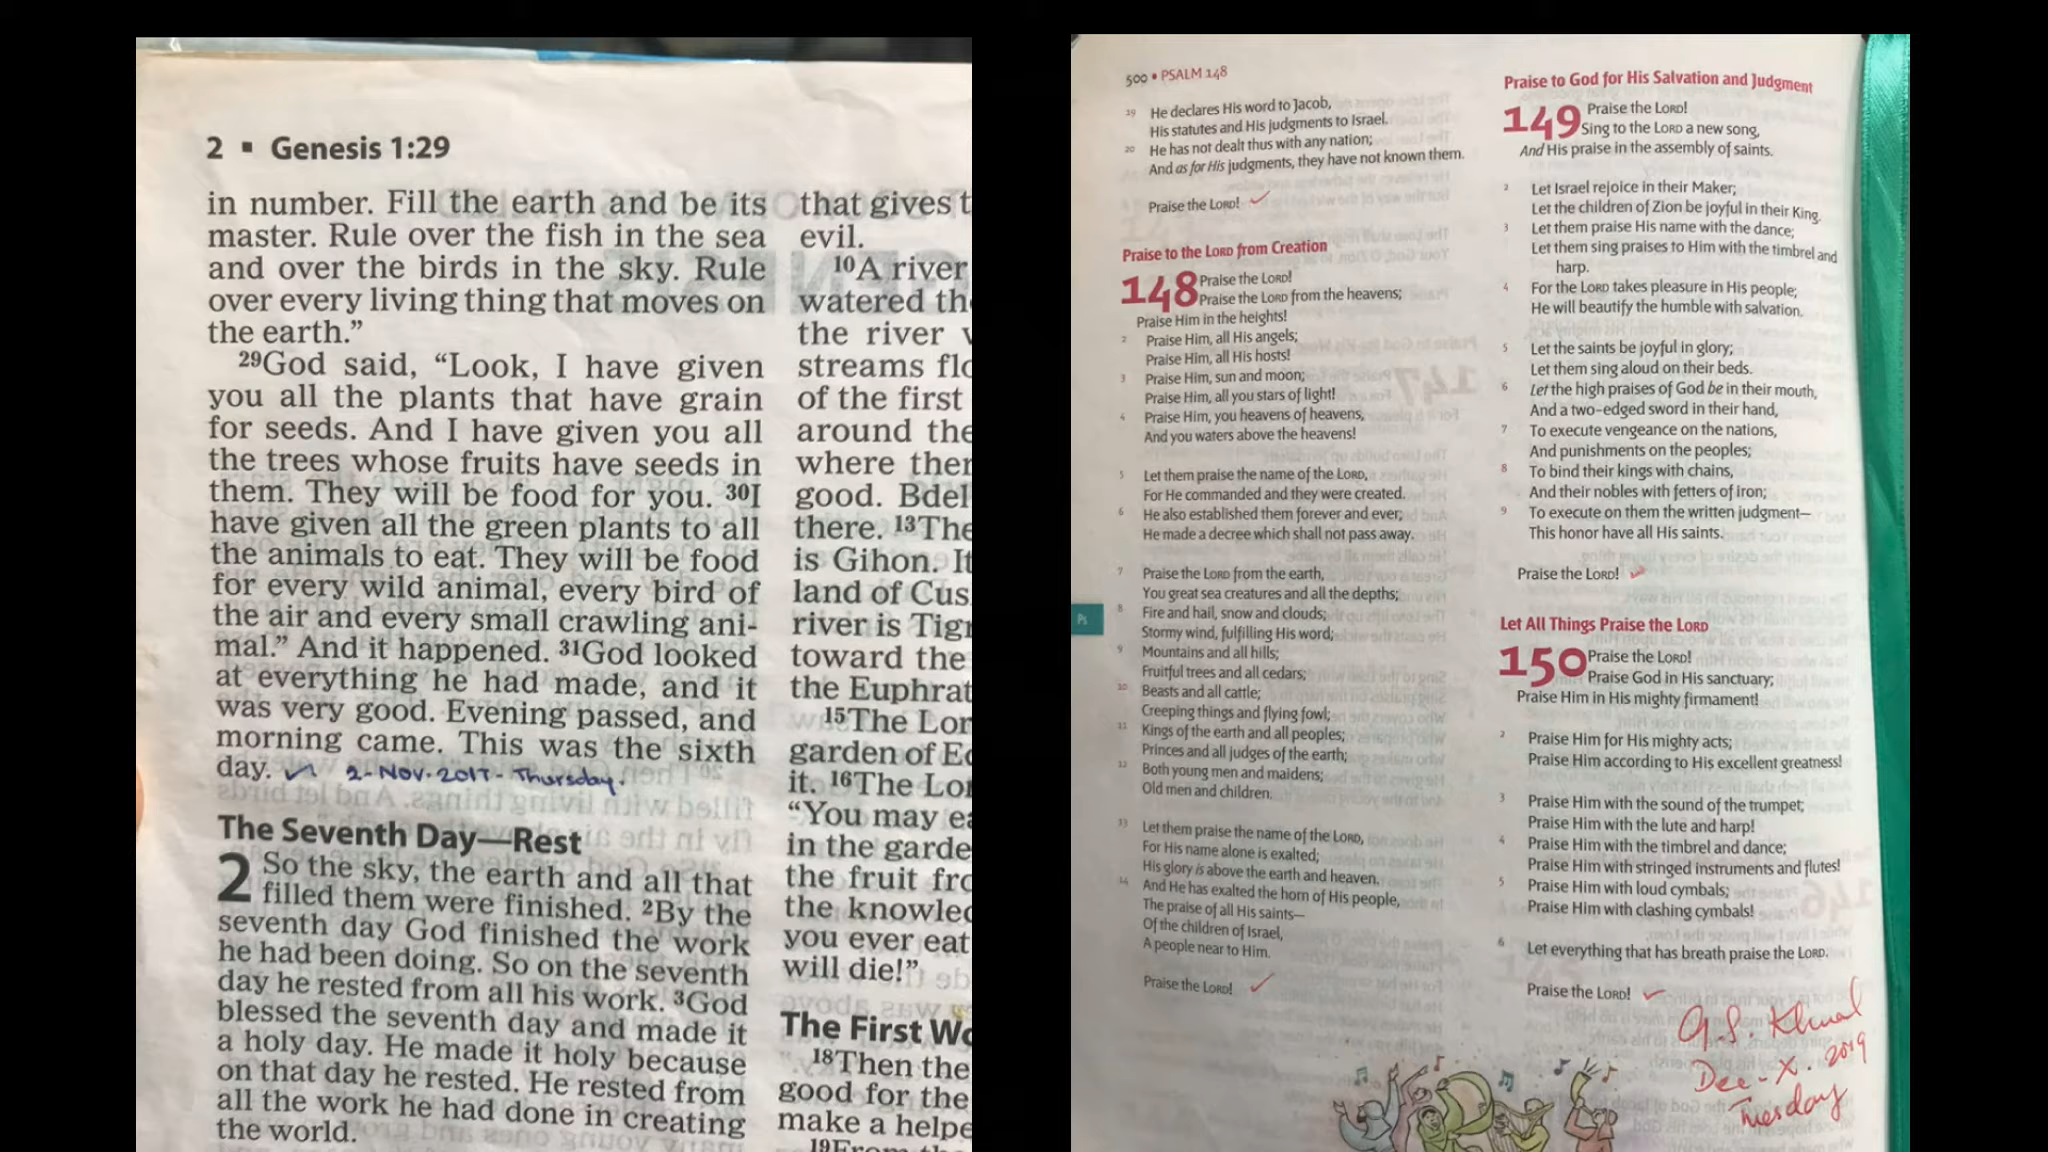 2 ▪ Genesis 1:29
in number. Fill the earth and be its
master. Rule over the fish in the sea
and over the birds in the sky. Rule
over every living thing that moves on
the earth.”
29God said, “Look, I have given
you all the plants that have grain
for seeds. And I have given you all
the trees whose fruits have seeds in
them. They will be food for you. 30I
have given all the green plants to all
the animals to eat. They will be food
for every wild animal, every bird of
the air and every small crawling ani-
mal.” And it happened. 31God looked
at everything he had made, and it
was very good. Evening passed, and
morning came. This was the sixth
day. 2-Nov.2017-Thursday.
The Seventh Day—Rest
2 So the sky, the earth and all that
filled them were finished. 2By the
seventh day God finished the work
he had been doing. So on the seventh
day he rested from all his work. 3God
blessed the seventh day and made it
a holy day. He made it holy because
on that day he rested. He rested from
all the work he had done in creating
the world.
that gives
evil.
10A river
watered
the river
streams
of the first
around the
where
good.
there. 13The
is Gihon. It
land of
river is
toward the
the
15The
garden of
it. 16The
“You may
in the
the fruit
the
you ever eat
will die!”
The First
18Then the
good for the
make a
500 • PSALM 148
19 He declares His word to Jacob,
His statutes and His judgments to Israel.
20 He has not dealt thus with any nation;
And as for His judgments, they have not known them.
Praise the LORD!
Praise to the LORD from Creation
148 Praise the LORD!
Praise the LORD from the heavens;
Praise Him in the heights!
2 Praise Him, all His angels;
Praise Him, all His hosts!
3 Praise Him, sun and moon;
Praise Him, all you stars of light!
4 Praise Him, you heavens of heavens,
And you waters above the heavens!
5 Let them praise the name of the LORD,
For He commanded and they were created.
6 He also established them forever and ever;
He made a decree which shall not pass away.
7 Praise the LORD from the earth,
You great sea creatures and all the depths;
8 Fire and hail, snow and clouds;
Stormy wind, fulfilling His word;
9 Mountains and all hills;
Fruitful trees and all cedars;
10 Beasts and all cattle;
Creeping things and flying fowl;
11 Kings of the earth and all peoples;
Princes and all judges of the earth;
12 Both young men and maidens;
Old men and children.
13 Let them praise the name of the LORD,
For His name alone is exalted;
His glory is above the earth and heaven.
14 And He has exalted the horn of His people,
The praise of all His saints—
Of the children of Israel,
A people near to Him.
Praise the LORD!
Ps
Praise to God for His Salvation and Judgment
149 Praise the LORD!
Sing to the LORD a new song,
And His praise in the assembly of saints.
2 Let Israel rejoice in their Maker;
Let the children of Zion be joyful in their King.
3 Let them praise His name with the dance;
Let them sing praises to Him with the timbrel and
harp.
4 For the LORD takes pleasure in His people;
He will beautify the humble with salvation.
5 Let the saints be joyful in glory;
Let them sing aloud on their beds.
6 Let the high praises of God be in their mouth,
And a two-edged sword in their hand,
7 To execute vengeance on the nations,
And punishments on the peoples;
8 To bind their kings with chains,
And their nobles with fetters of iron;
9 To execute on them the written judgment—
This honor have all His saints.
Praise the LORD!
Let All Things Praise the LORD
150 Praise the LORD!
Praise God in His sanctuary;
Praise Him in His mighty firmament!
2 Praise Him for His mighty acts;
Praise Him according to His excellent greatness!
3 Praise Him with the sound of the trumpet;
Praise Him with the lute and harp!
4 Praise Him with the timbrel and dance;
Praise Him with stringed instruments and flutes!
5 Praise Him with loud cymbals;
Praise Him with clashing cymbals!
6 Let everything that has breath praise the LORD.
Praise the LORD!
G.S.
Dec-X. 2019
Tuesday